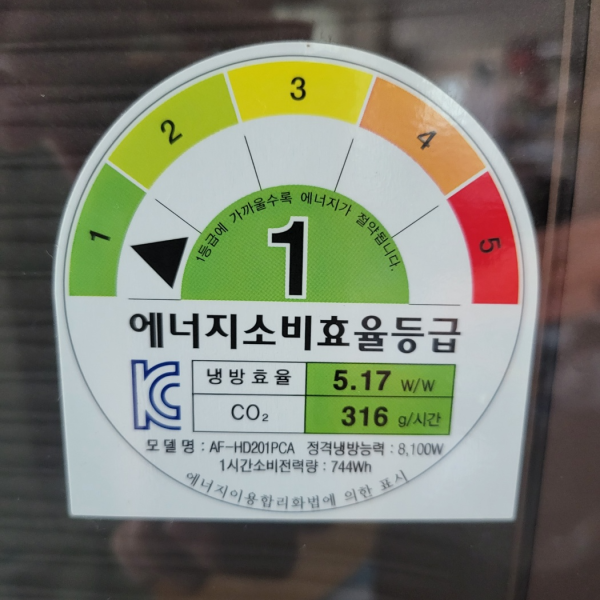 1 2 3 4 5
1등급에 가까울수록 에너지가 절약됩니다.
1
에너지소비효율등급
KC
냉방효율 5.17 W/W
CO₂ 316 g/시간
모델명 : AF-HD201PCA 정격냉방능력 : 8,100W
1시간소비전력량 : 744Wh
에너지이용합리화법에 의한 표시